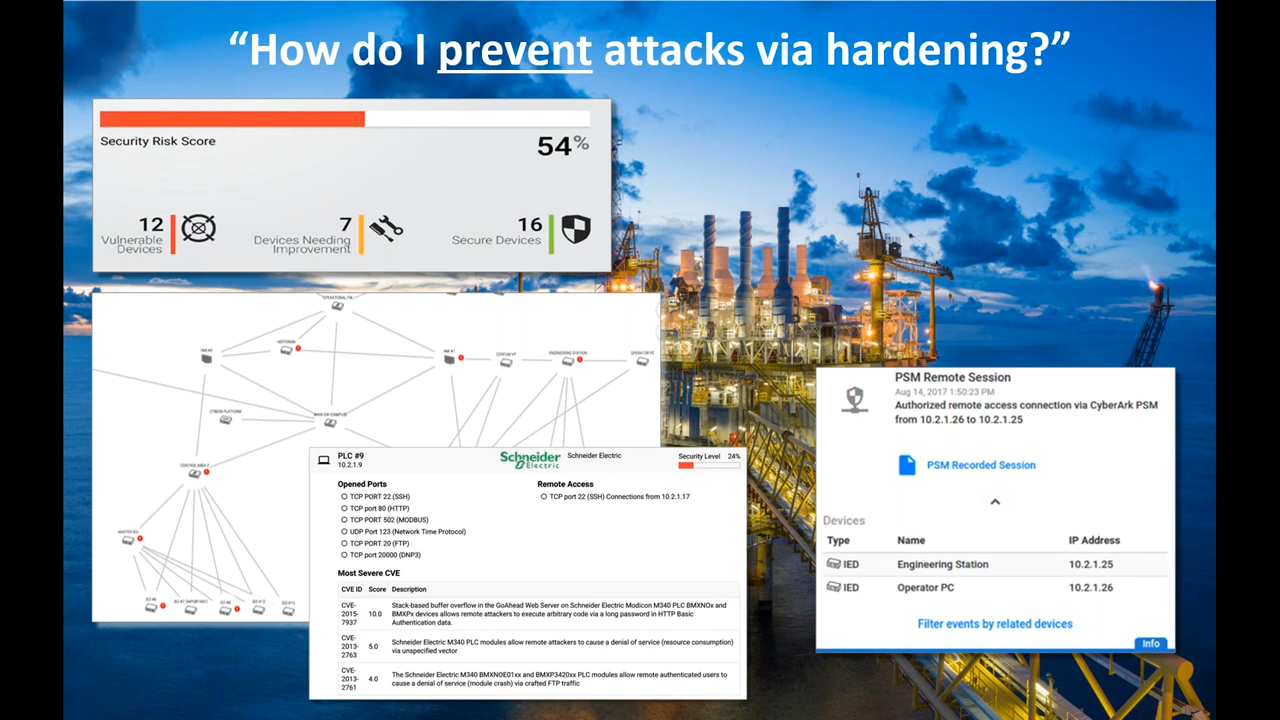 “How do I prevent attacks via hardening?”
Security Risk Score
54%
12
Vulnerable
Devices
7
Devices Needing
Improvement
16
Secure Devices
HISTORIAN
CENTUM VP
ENGINEERING STATION
OPERATOR PC
PLC #9
10.2.1.9
Schneider
Electric
Schneider Electric
Security Level 24%
Opened Ports
TCP PORT 22 (SSH)
TCP port 80 (HTTP)
TCP PORT 502 (MODBUS)
UDP Port 123 (Network Time Protocol)
TCP PORT 20 (FTP)
TCP port 20000 (DNP3)
Remote Access
TCP port 22 (SSH) Connections from 10.2.1.17
Most Severe CVE
CVE ID Score Description
CVE-
2015-
7937
10.0
Stack-based buffer overflow in the GoAhead Web Server on Schneider Electric Modicon M340 PLC BMXNOx and
BMXPx devices allows remote attackers to execute arbitrary code via a long password in HTTP Basic
Authentication data.
CVE-
2013-
2763
5.0
Schneider Electric M340 PLC modules allow remote attackers to cause a denial of service (resource consumption)
via unspecified vector
CVE-
2013-
2761
4.0
The Schneider Electric M340 BMXNOE01xx and BMXP3420xx PLC modules allow remote authenticated users to
cause a denial of service (module crash) via crafted FTP traffic
PSM Remote Session
Aug 14, 2017 1:50:23 PM
Authorized remote access connection via CyberArk PSM
from 10.2.1.26 to 10.2.1.25
PSM Recorded Session
Devices
Type Name IP Address
IED Engineering Station 10.2.1.25
IED Operator PC 10.2.1.26
Filter events by related devices
Info